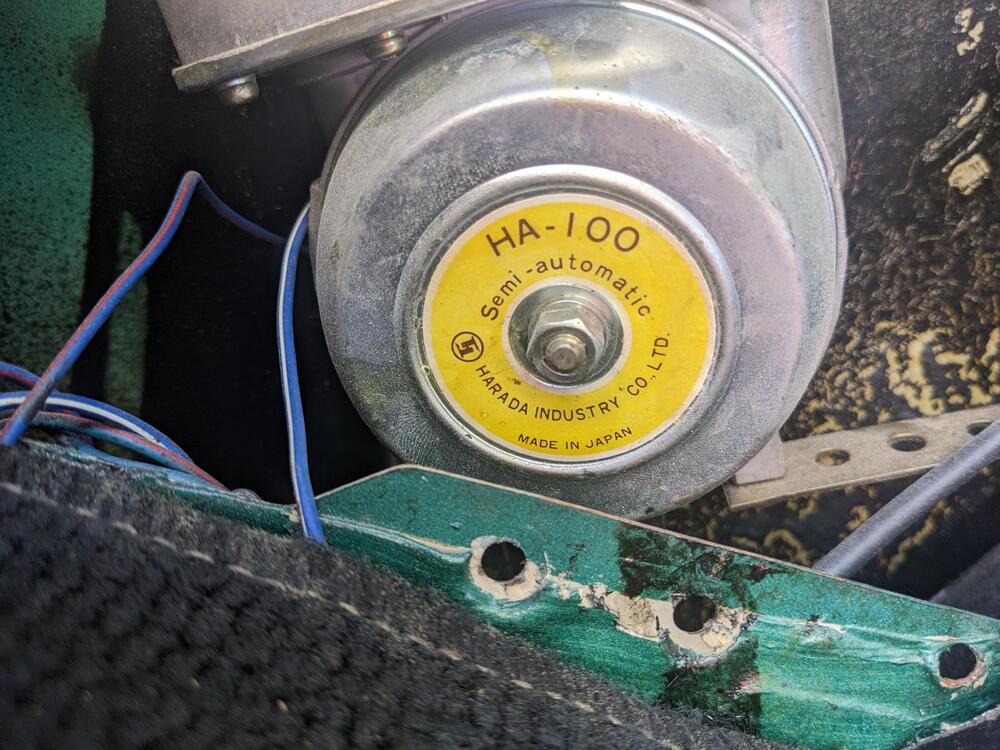 HA-100
Semi-automatic
HARADA INDUSTRY CO., LTD.
MADE IN JAPAN